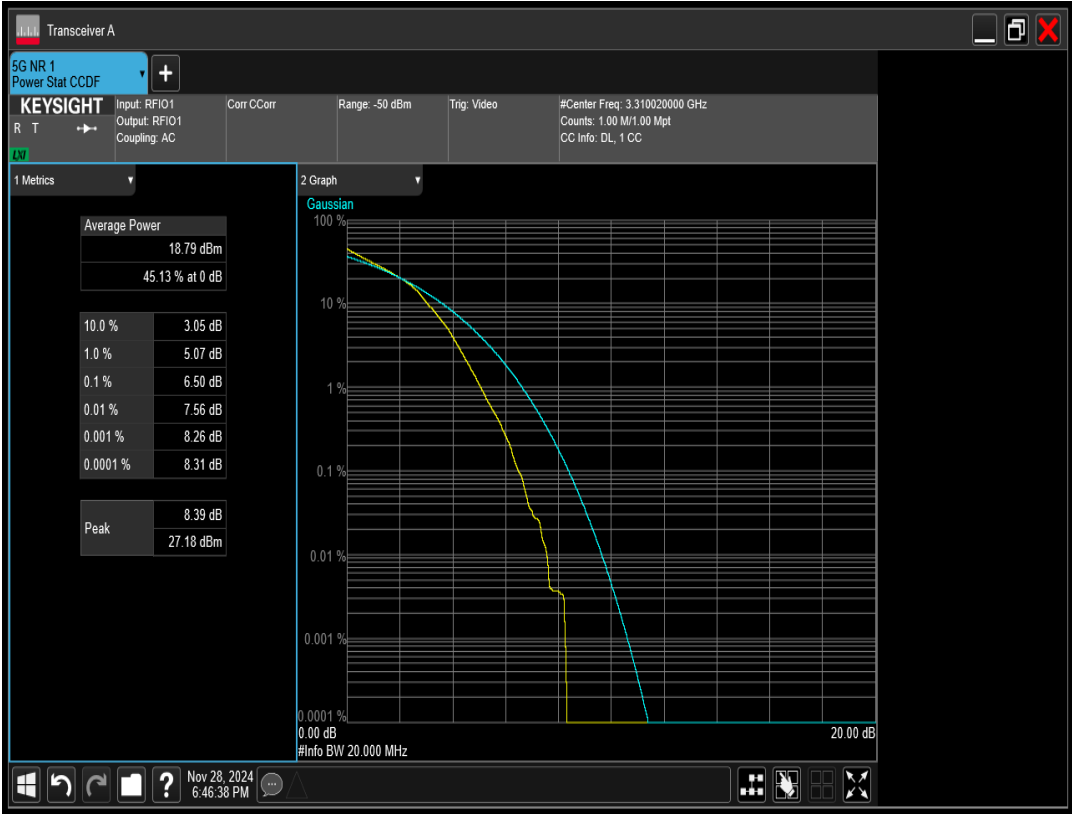 Transceiver A
5G NR 1
Power Stat CCDF
+
KEYSIGHT
R T
LXI
Input: RFIO1
Output: RFIO1
Coupling: AC
Corr CCorr
Range: -50 dBm
Trig: Video
#Center Freq: 3.310020000 GHz
Counts: 1.00 M/1.00 Mpt
CC Info: DL, 1 CC
1 Metrics
Average Power
18.79 dBm
45.13 % at 0 dB
10.0 % 3.05 dB
1.0 % 5.07 dB
0.1 % 6.50 dB
0.01 % 7.56 dB
0.001 % 8.26 dB
0.0001 % 8.31 dB
Peak
8.39 dB
27.18 dBm
2 Graph
Gaussian
100 %
10 %
1 %
0.1 %
0.01 %
0.001 %
0.0001 %
0.00 dB
20.00 dB
#Info BW 20.000 MHz
?
Nov 28, 2024
6:46:38 PM